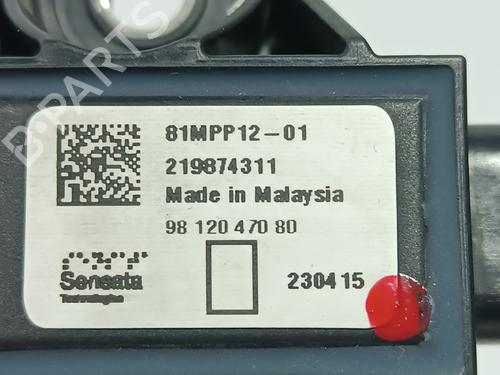 81MPP12-01
219874311
Made in Malaysia
98 120 470 80
Sensata
Technologies
230415
B-PARTS